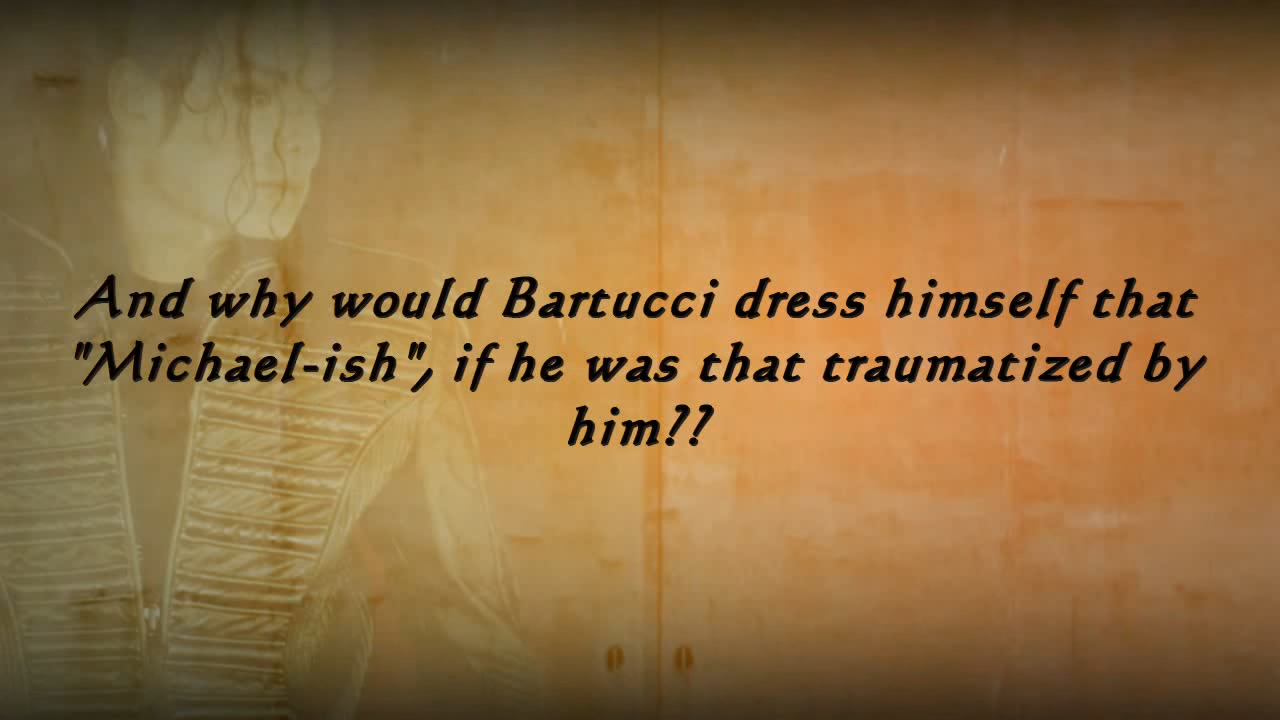 And why would Bartucci dress himself that
"Michael-ish", if he was that traumatized by
him??